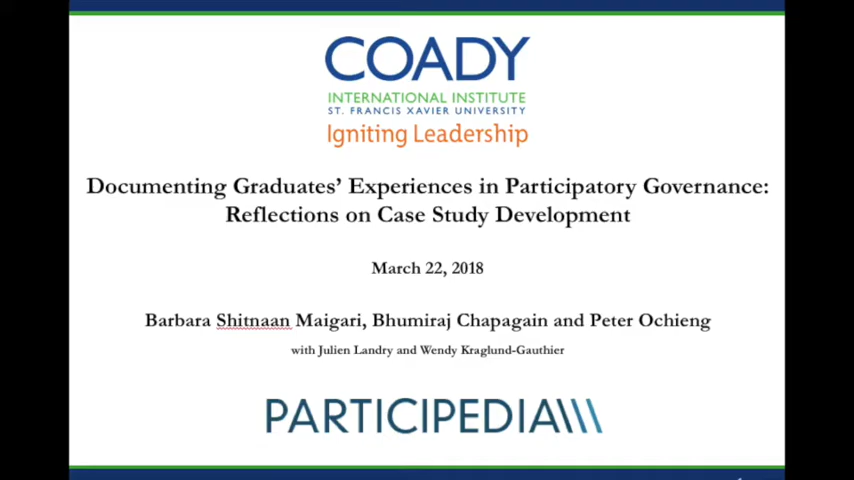 COADY
INTERNATIONAL INSTITUTE
ST. FRANCIS XAVIER UNIVERSITY
Igniting Leadership
Documenting Graduates’ Experiences in Participatory Governance:
Reflections on Case Study Development
March 22, 2018
Barbara Shitnaan Maigari, Bhumiraj Chapagain and Peter Ochieng
with Julien Landry and Wendy Kraglund-Gauthier
PARTICIPEDIA